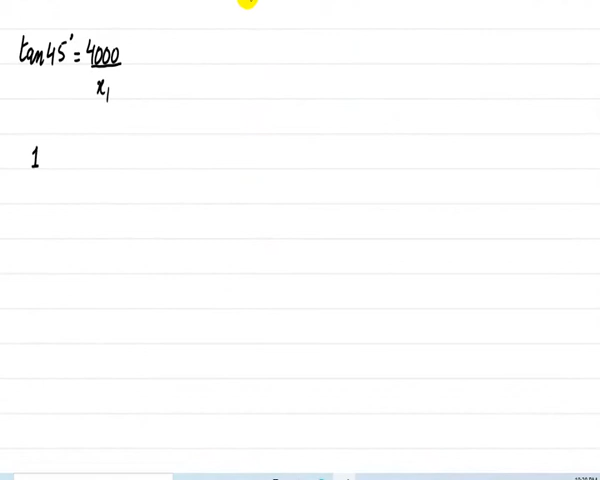 tan 45° = 4000
x₁
1